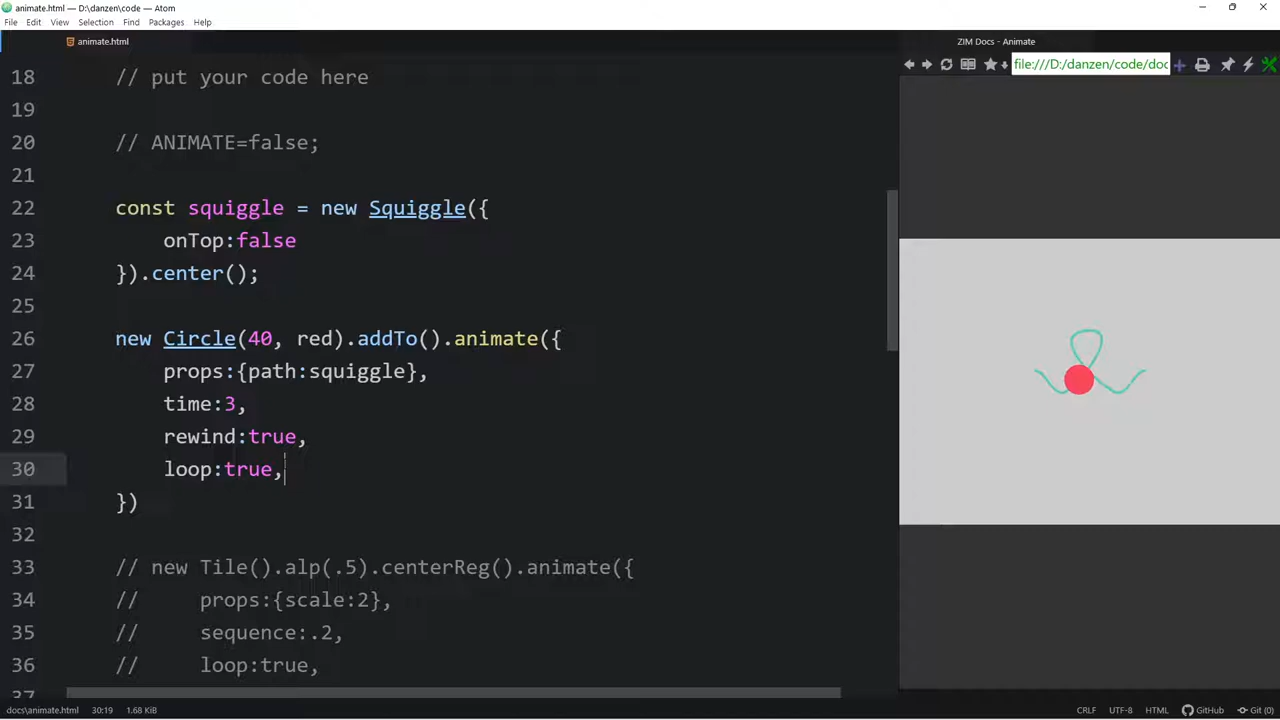 animate.html — D:\danzen\code — Atom
File Edit View Selection Find Packages Help
animate.html
18 // put your code here
19
20 // ANIMATE=false;
21
22 const squiggle = new Squiggle({
23 onTop:false
24 }).center();
25
26 new Circle(40, red).addTo().animate({
27 props:{path:squiggle},
28 time:3,
29 rewind:true,
30 loop:true,
31 })
32
33 // new Tile().alp(.5).centerReg().animate({
34 // props:{scale:2},
35 // sequence:.2,
36 // loop:true,
37
docs\animate.html 30:19 1.68 KiB CRLF UTF-8 HTML GitHub Git (0)
ZIM Docs - Animate
file:///D:/danzen/code/doc